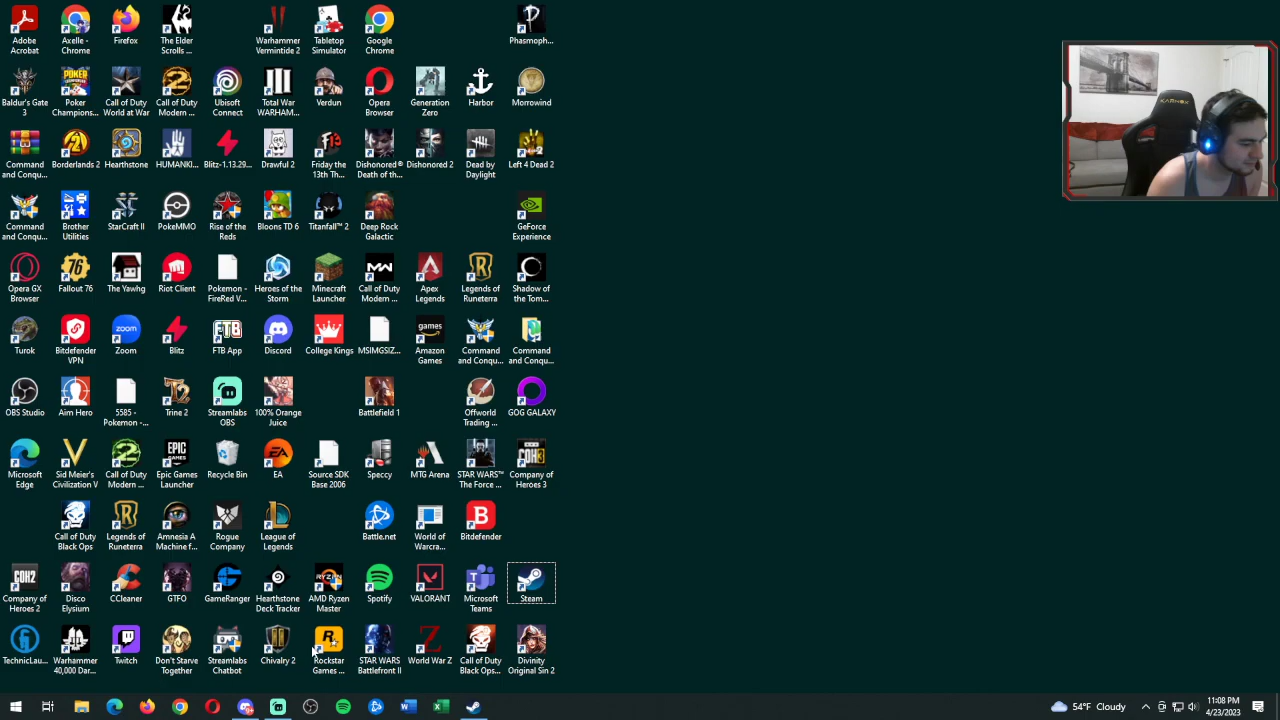 Adobe Acrobat
Axelle - Chrome
Firefox
The Elder Scrolls ...
Warhammer Vermintide 2
Tabletop Simulator
Google Chrome
Phasmoph...
Baldur's Gate 3
Poker Champions...
Call of Duty World at War
Call of Duty Modern ...
Ubisoft Connect
Total War WARHAM...
Verdun
Opera Browser
Generation Zero
Harbor
Morrowind
Command and Conqu...
Borderlands 2
Hearthstone
HUMANKI...
Blitz-1.13.29...
Drawful 2
Friday the 13th Th...
Dishonored® Death of th...
Dishonored 2
Dead by Daylight
Left 4 Dead 2
Command and Conqu...
Brother Utilities
StarCraft II
PokeMMO
Rise of the Reds
Bloons TD 6
Titanfall™ 2
Deep Rock Galactic
GeForce Experience
Opera GX Browser
Fallout 76
The Yawhg
Riot Client
Pokemon - FireRed V...
Heroes of the Storm
Minecraft Launcher
Call of Duty Modern ...
Apex Legends
Legends of Runeterra
Shadow of the Tom...
Turok
Bitdefender VPN
Zoom
Blitz
FTB App
Discord
College Kings
MSIMGSIZ...
Amazon Games
Command and Conqu...
Command and Conqu...
OBS Studio
Aim Hero
5585 - Pokemon -...
Trine 2
Streamlabs OBS
100% Orange Juice
Battlefield 1
Offworld Trading ...
GOG GALAXY
Microsoft Edge
Sid Meier's Civilization V
Call of Duty Modern ...
Epic Games Launcher
Recycle Bin
EA
Source SDK Base 2006
Speccy
MTG Arena
STAR WARS™ The Force ...
Company of Heroes 3
Call of Duty Black Ops
Legends of Runeterra
Amnesia A Machine f...
Rogue Company
League of Legends
Battle.net
World of Warcra...
Bitdefender
Company of Heroes 2
Disco Elysium
CCleaner
GTFO
GameRanger
Hearthstone Deck Tracker
AMD Ryzen Master
Spotify
VALORANT
Microsoft Teams
Steam
TechnicLau...
Warhammer 40,000 Dar...
Twitch
Don't Starve Together
Streamlabs Chatbot
Chivalry 2
Rockstar Games ...
STAR WARS Battlefront II
World War Z
Call of Duty Black Ops...
Divinity Original Sin 2
54°F Cloudy
11:08 PM
4/23/2023